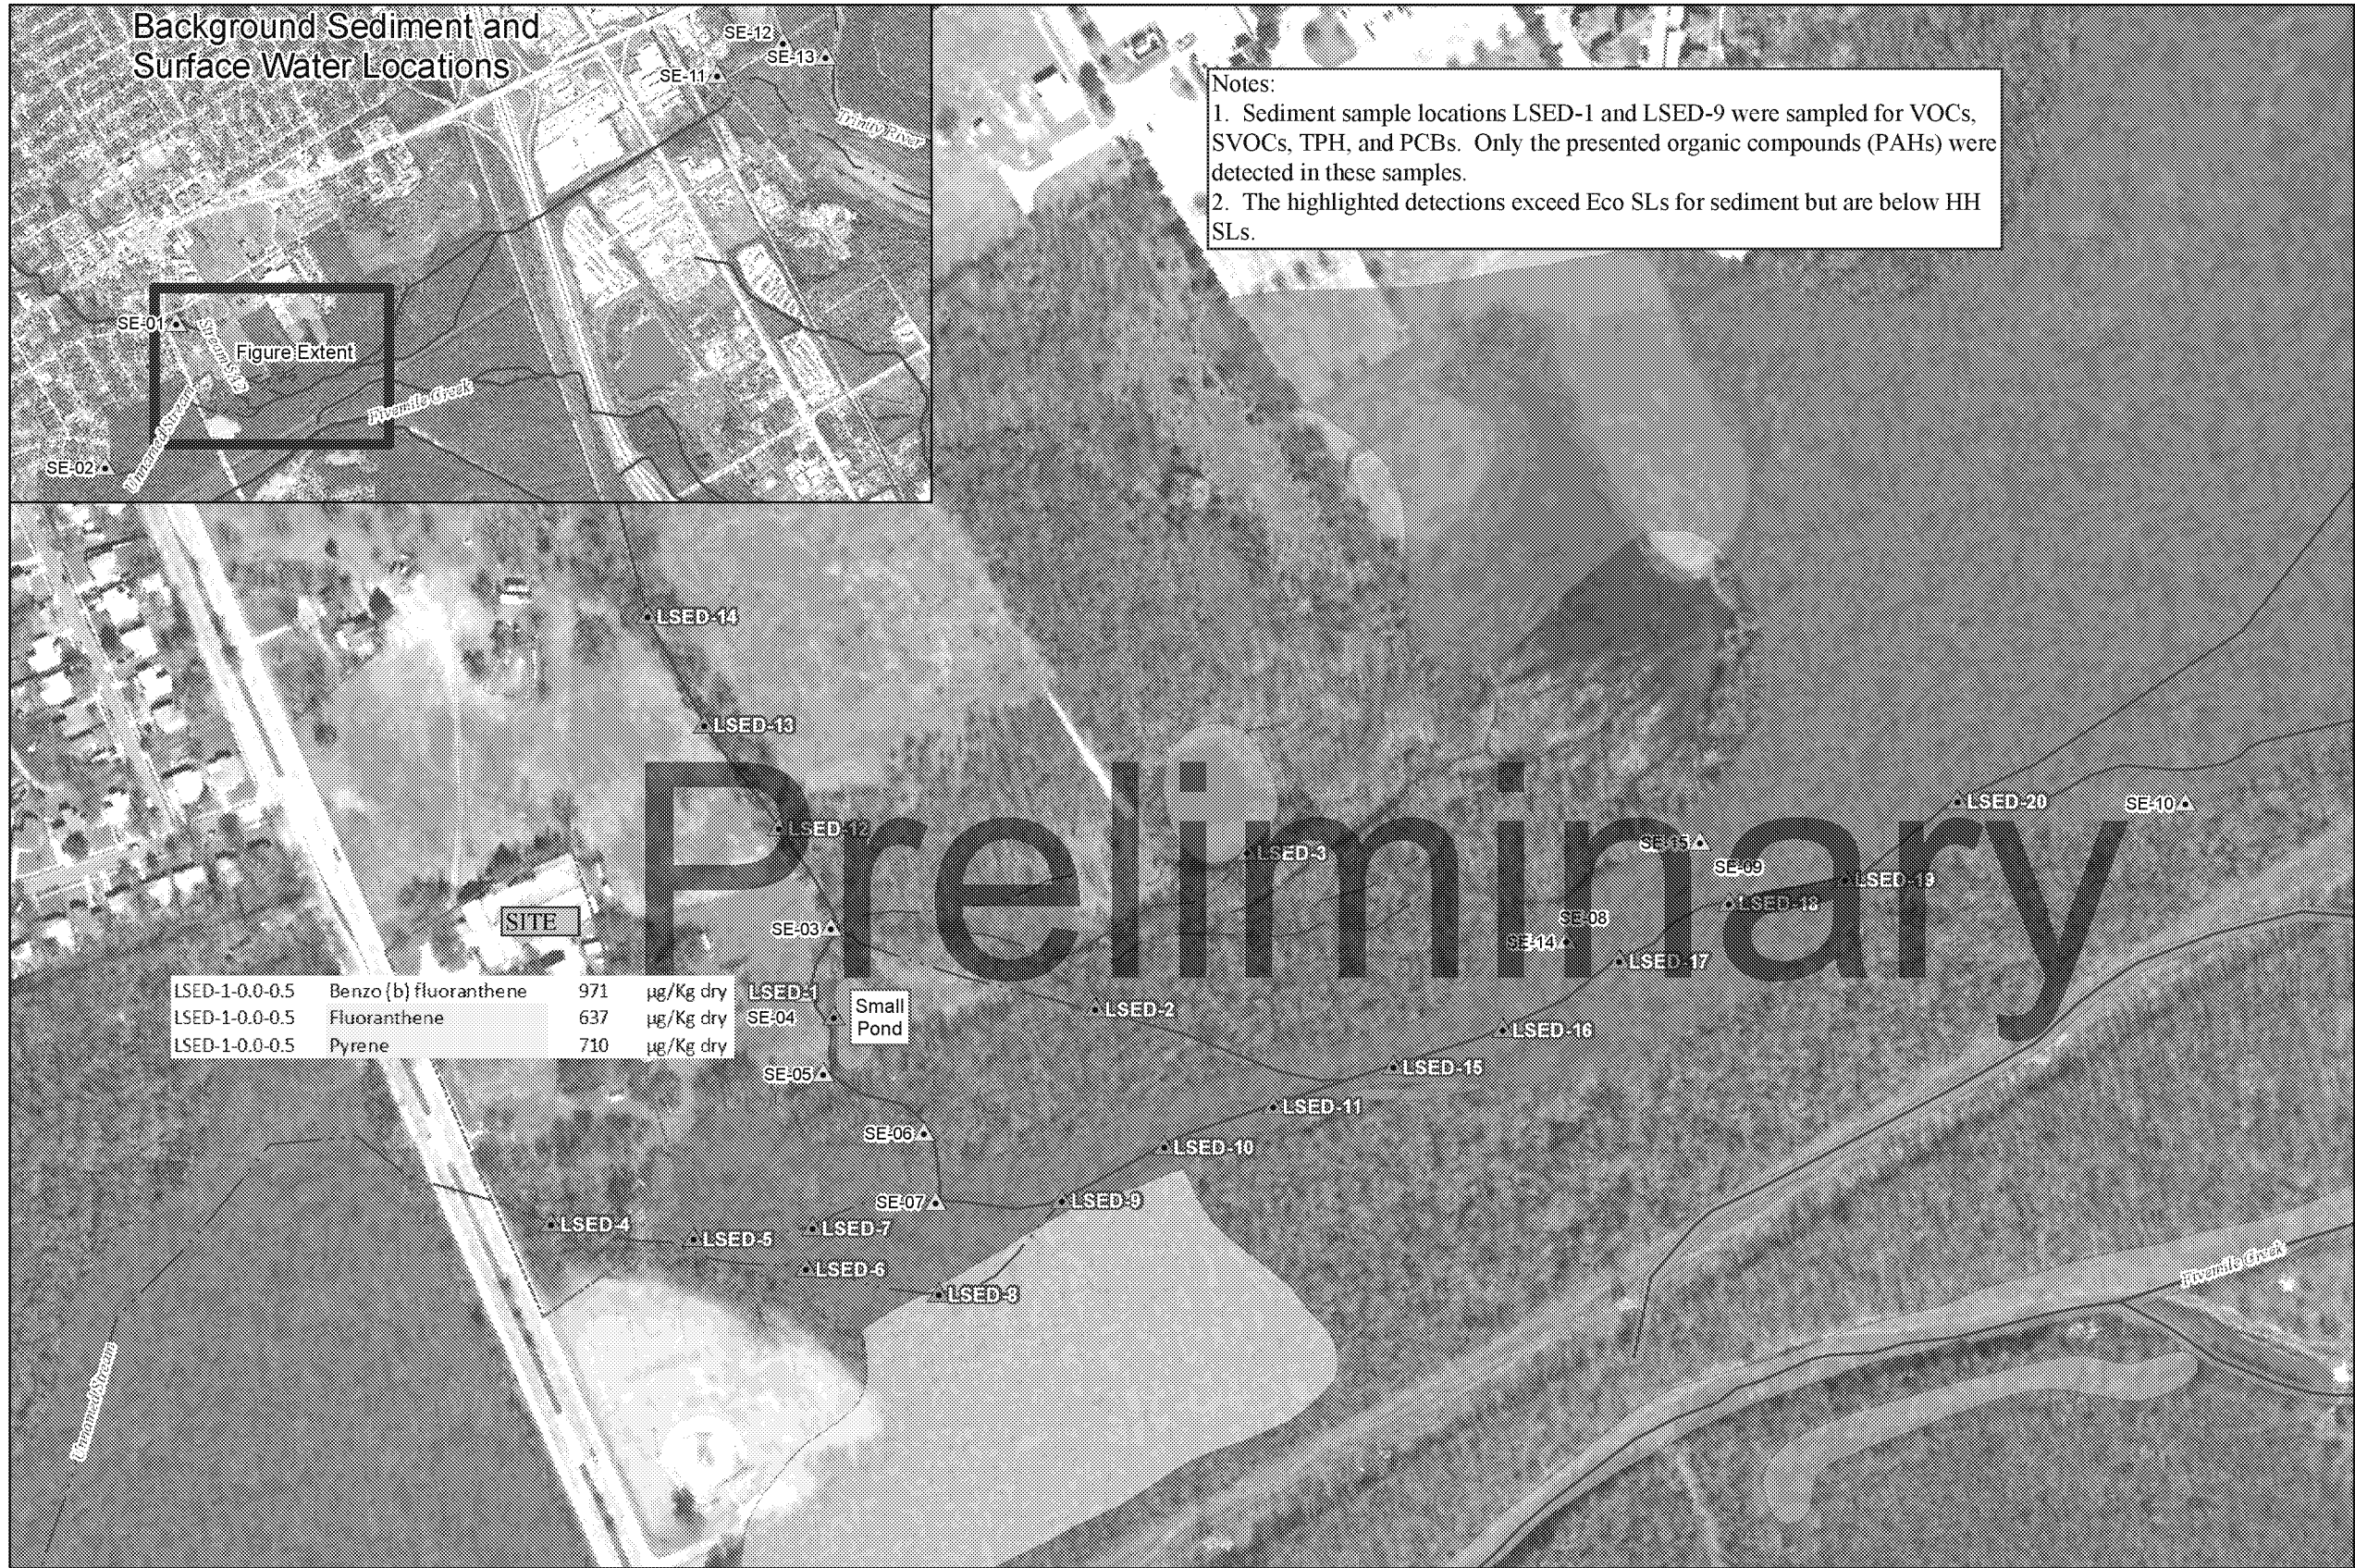 Background Sediment and
Surface Water Locations
SE-12
SE-13
SE-11
Trinity River
SE-01
Stream 5A2
Figure Extent
Fivemile Creek
Unnamed Stream
SE-02
Notes:
1. Sediment sample locations LSED-1 and LSED-9 were sampled for VOCs,
SVOCs, TPH, and PCBs. Only the presented organic compounds (PAHs) were
detected in these samples.
2. The highlighted detections exceed Eco SLs for sediment but are below HH
SLs.
LSED-14
LSED-13
LSED-12
Preliminary
LSED-3
LSED-20
SE-10
SE-15
SE-09
LSED-19
LSED-18
SITE
SE-03
SE-08
SE-14
LSED-17
LSED-1-0.0-0.5 Benzo (b) fluoranthene 971 µg/Kg dry
LSED-1-0.0-0.5 Fluoranthene 637 µg/Kg dry
LSED-1-0.0-0.5 Pyrene 710 µg/Kg dry
LSED-1
SE-04
Small
Pond
LSED-2
LSED-16
SE-05
LSED-15
LSED-11
SE-06
LSED-10
SE-07
LSED-9
LSED-4
LSED-5
LSED-7
LSED-6
LSED-8
Fivemile Creek
Unnamed Stream